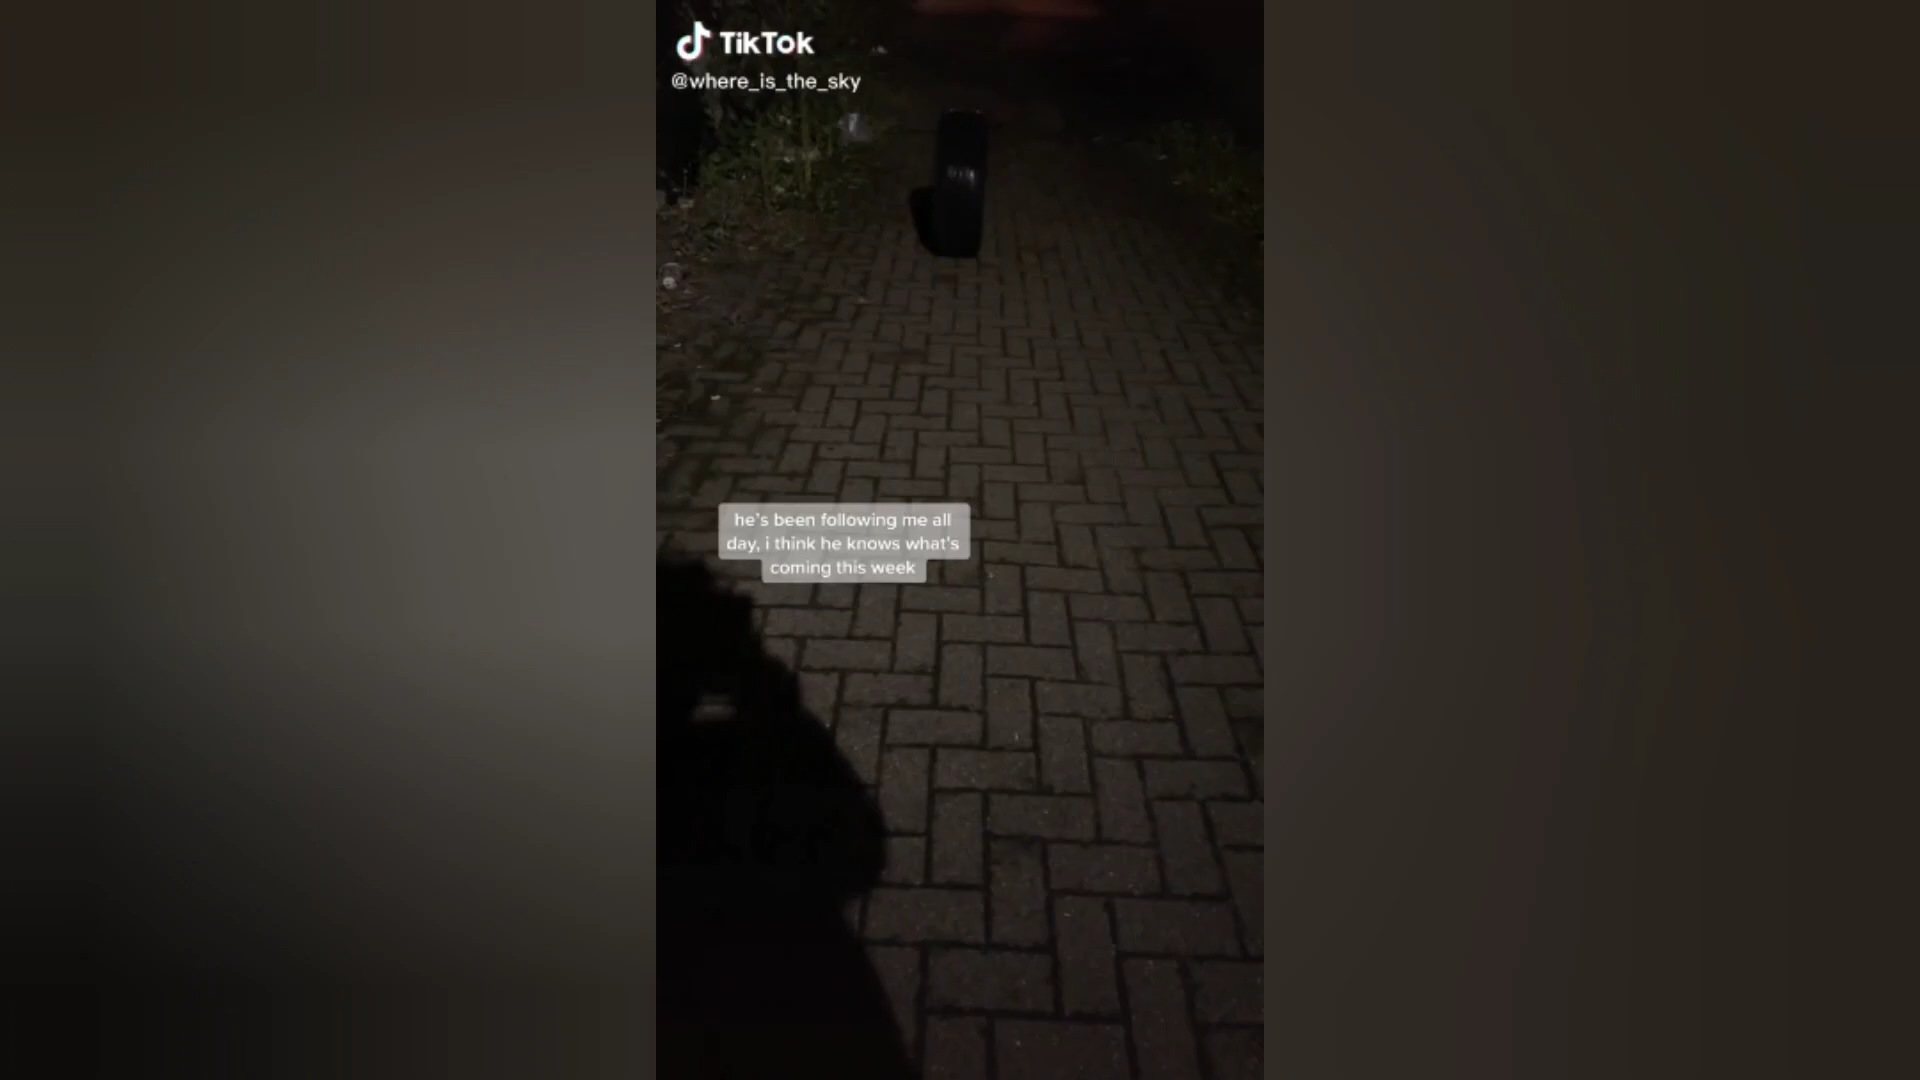 TikTok
@where_is_the_sky
he's been following me all
day, i think he knows what's
coming this week